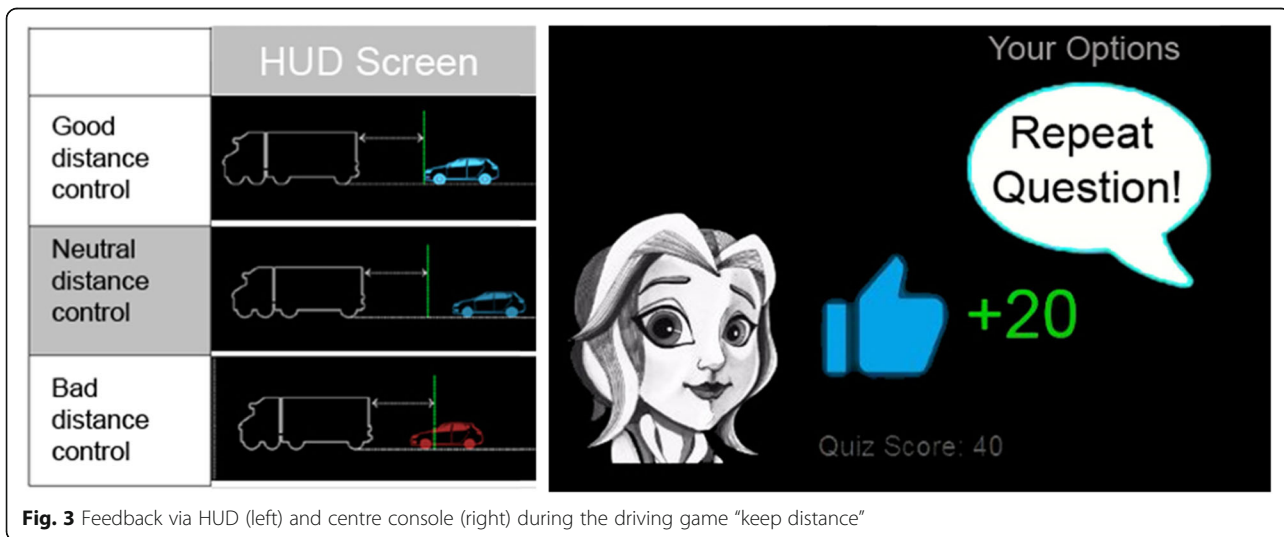 HUD Screen
Good
distance
control
Neutral
distance
control
Bad
distance
control
Your Options
Repeat
Question!
+20
Quiz Score: 40
Fig. 3 Feedback via HUD (left) and centre console (right) during the driving game “keep distance”